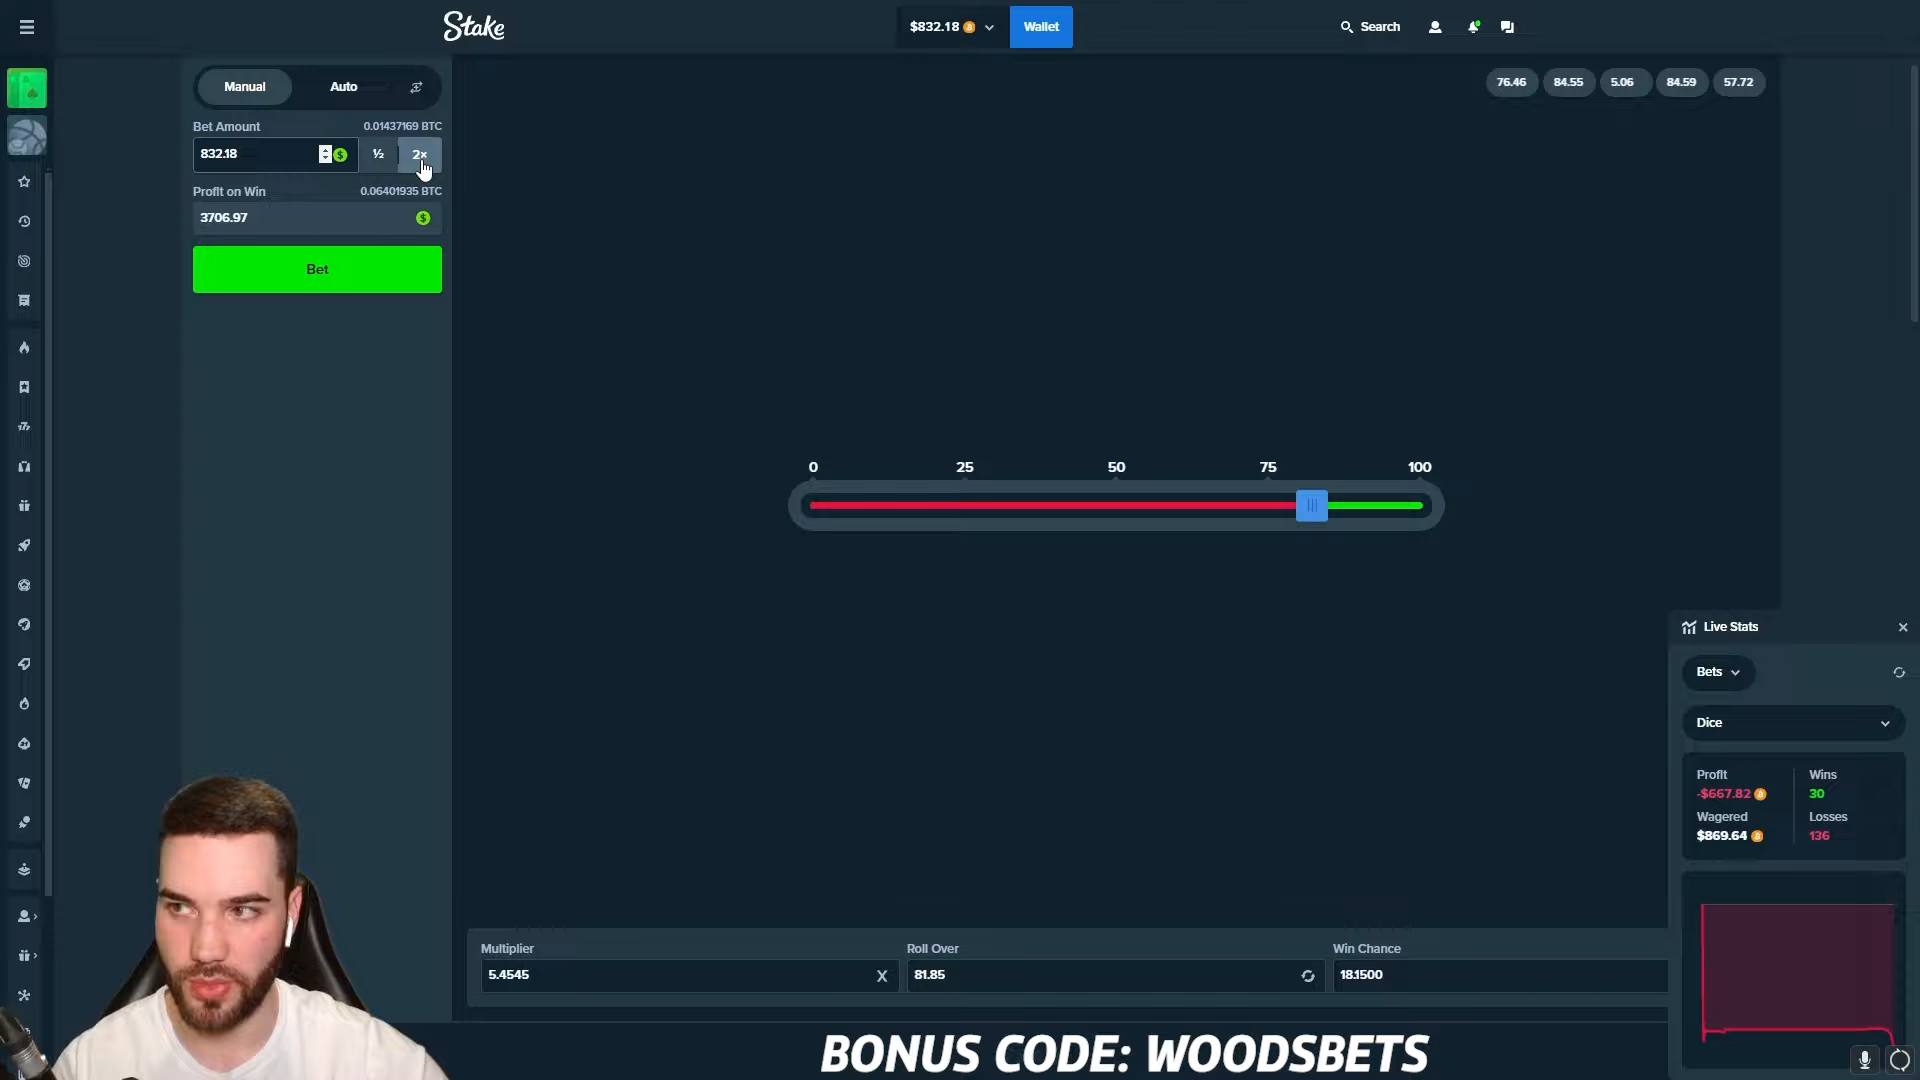 Stake
$832.18
Wallet
Search
Manual
Auto
76.46
84.55
5.06
84.59
57.72
Bet Amount
0.01437169 BTC
832.18
$
½
2×
Profit on Win
0.06401935 BTC
3706.97
$
Bet
0
25
50
75
100
Live Stats
Bets
Dice
Profit
Wins
-$667.82
30
Wagered
Losses
$869.64
136
Multiplier
Roll Over
Win Chance
5.4545
X
81.85
18.1500
BONUS CODE: WOODSBETS